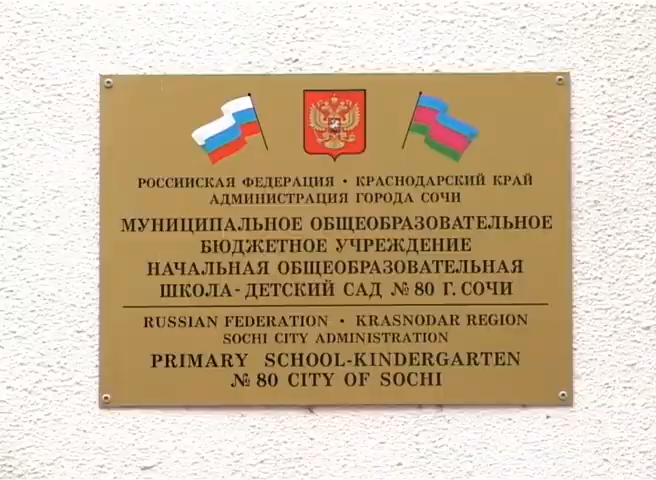 РОССИЙСКАЯ ФЕДЕРАЦИЯ • КРАСНОДАРСКИЙ КРАЙ
АДМИНИСТРАЦИЯ ГОРОДА СОЧИ
МУНИЦИПАЛЬНОЕ ОБЩЕОБРАЗОВАТЕЛЬНОЕ
БЮДЖЕТНОЕ УЧРЕЖДЕНИЕ
НАЧАЛЬНАЯ ОБЩЕОБРАЗОВАТЕЛЬНАЯ
ШКОЛА - ДЕТСКИЙ САД № 80 Г. СОЧИ
RUSSIAN FEDERATION • KRASNODAR REGION
SOCHI CITY ADMINISTRATION
PRIMARY SCHOOL-KINDERGARTEN
№ 80 CITY OF SOCHI